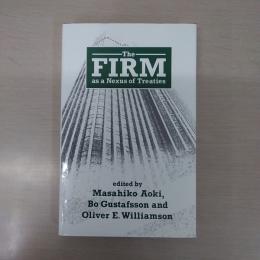 The
FIRM
as a Nexus of Treaties
edited by
Masahiko Aoki,
Bo Gustafsson and
Oliver E. Williamson